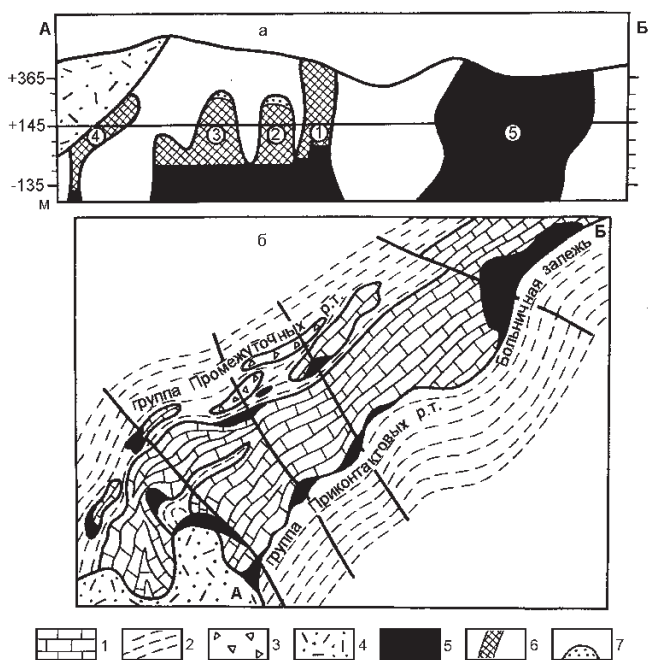 А
а
Б
+365
+145
-135
м
4
3
2
1
5
б
Б
группа Промежуточных р.т.
Больничная залежь
группа Приконтактовых р.т.
А
1
2
3
4
5
6
7